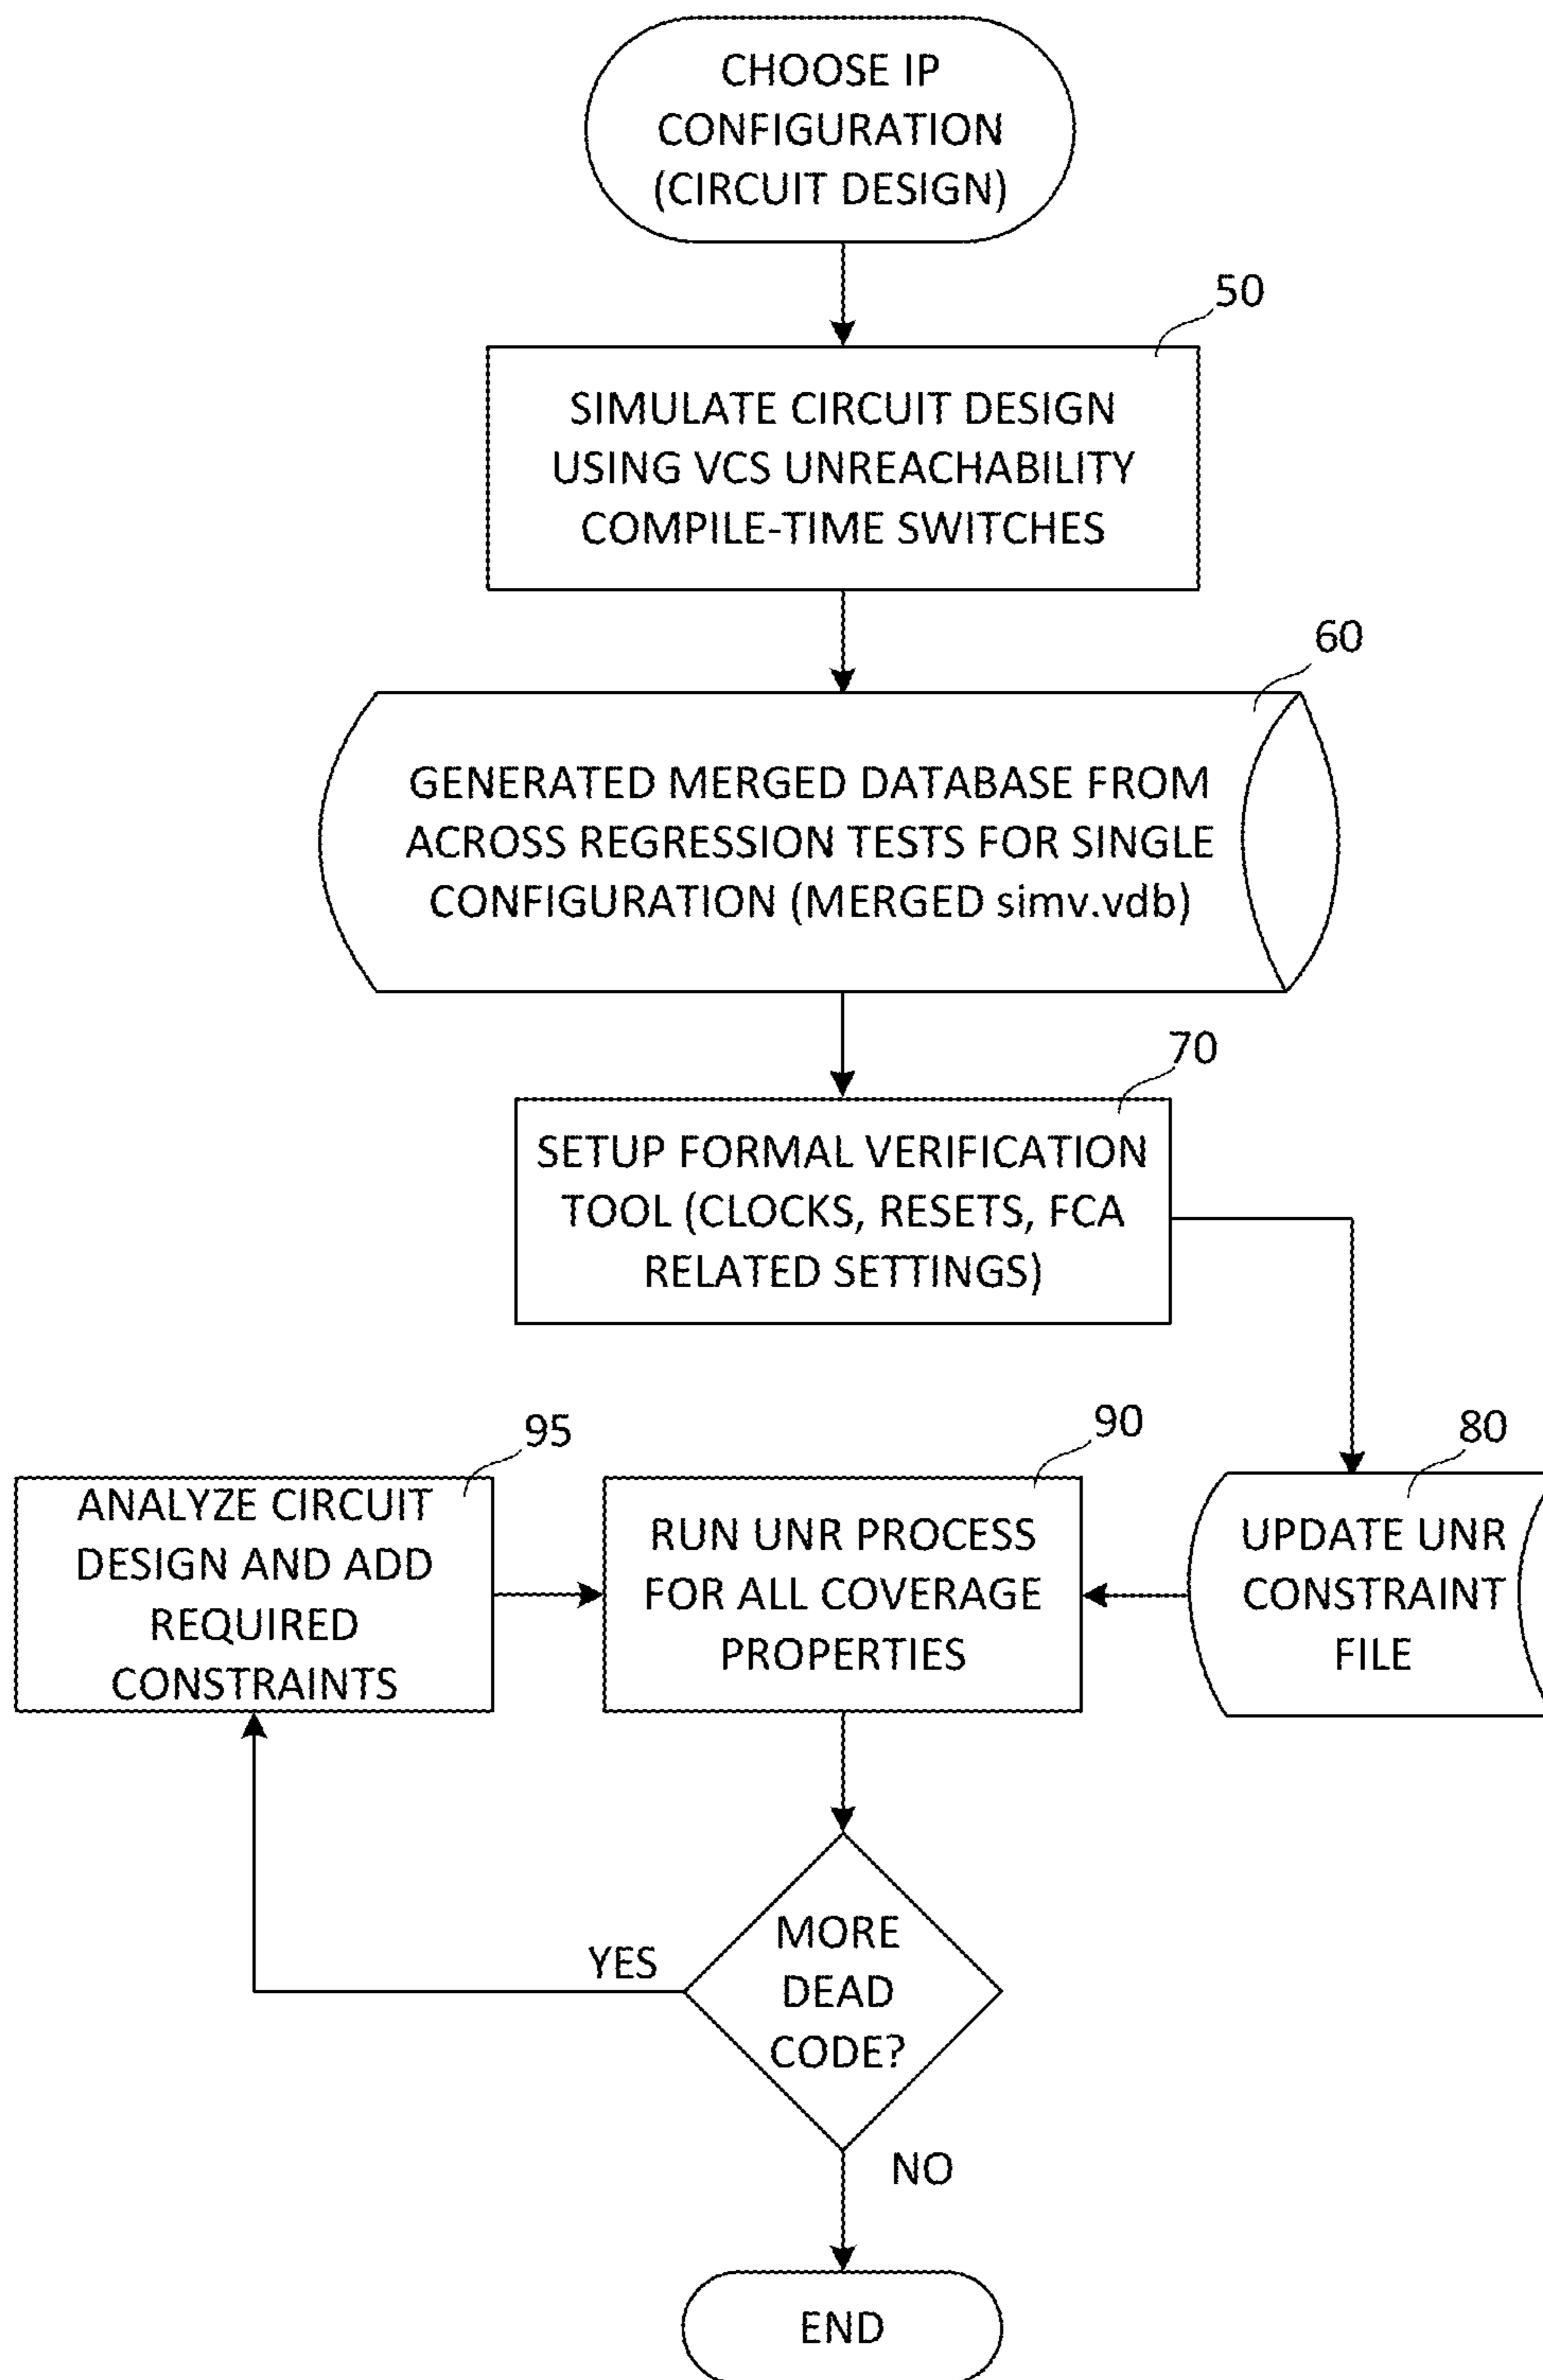 CHOOSE IP
CONFIGURATION
(CIRCUIT DESIGN)
50
SIMULATE CIRCUIT DESIGN
USING VCS UNREACHABILITY
COMPILE-TIME SWITCHES
60
GENERATED MERGED DATABASE FROM
ACROSS REGRESSION TESTS FOR SINGLE
CONFIGURATION (MERGED simv.vdb)
70
SETUP FORMAL VERIFICATION
TOOL (CLOCKS, RESETS, FCA
RELATED SETTINGS)
95
ANALYZE CIRCUIT
DESIGN AND ADD
REQUIRED
CONSTRAINTS
90
RUN UNR PROCESS
FOR ALL COVERAGE
PROPERTIES
80
UPDATE UNR
CONSTRAINT
FILE
MORE
DEAD
CODE?
YES
NO
END